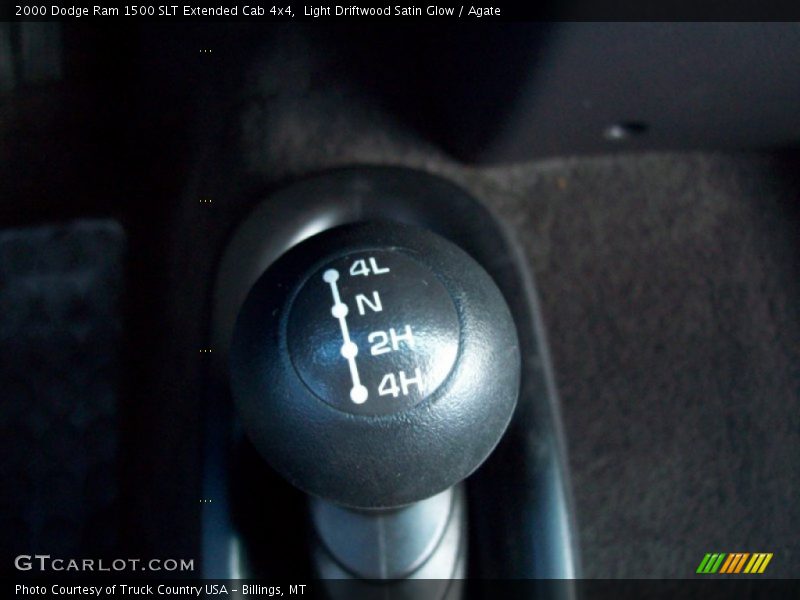 2000 Dodge Ram 1500 SLT Extended Cab 4x4,  Light Driftwood Satin Glow / Agate
4L
N
2H
4H
GTCARLOT.COM
Photo Courtesy of Truck Country USA – Billings, MT